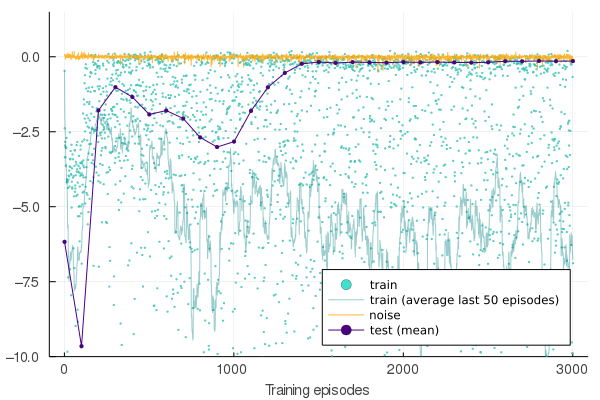 0.0
−2.5
−5.0
−7.5
−10.0
0
1000
2000
3000
Training episodes
train
train (average last 50 episodes)
noise
test (mean)